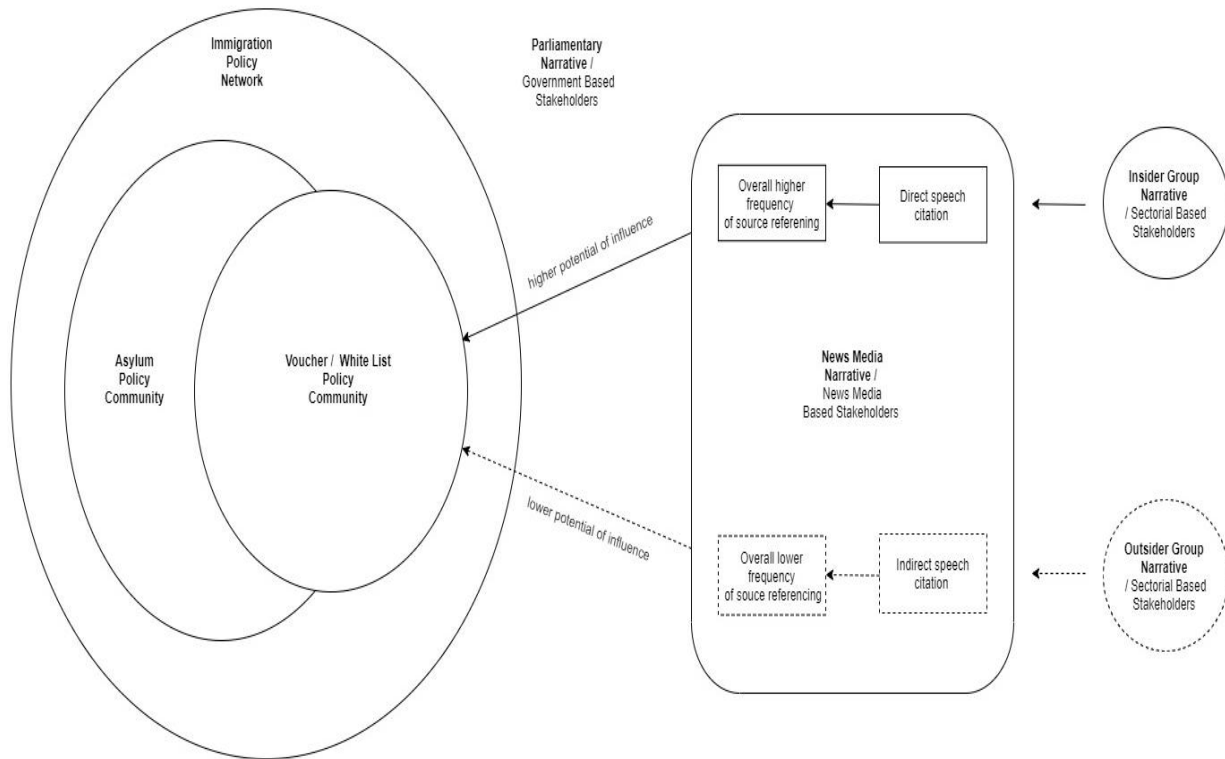 Immigration
Policy
Network
Parliamentary
Narrative /
Government Based
Stakeholders
Asylum
Policy
Community
Voucher / White List
Policy
Community
higher potential of influence
lower potential of influence
Overall higher
frequency
of source referening
Direct speech
citation
News Media
Narrative /
News Media
Based Stakeholders
Overall lower
frequency
of souce referencing
Indirect speech
citation
Insider Group
Narrative
/ Sectorial Based
Stakeholders
Outsider Group
Narrative
/ Sectorial Based
Stakeholders